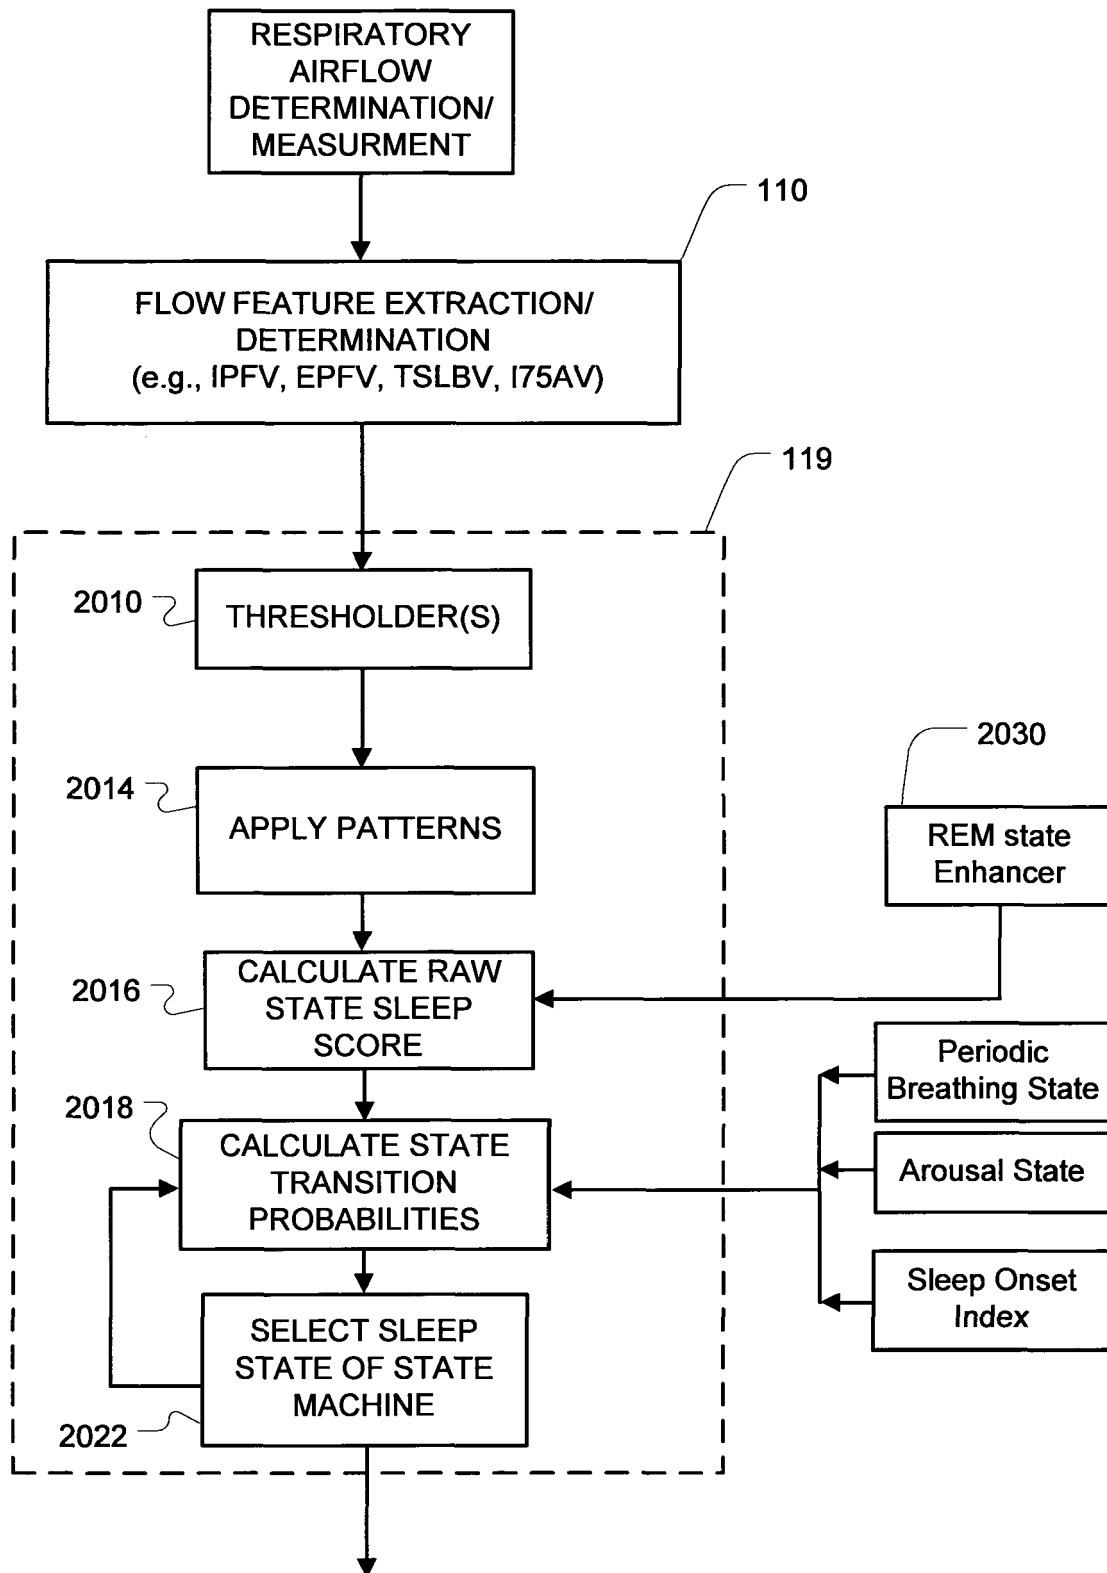 RESPIRATORY
AIRFLOW
DETERMINATION/
MEASURMENT
110
FLOW FEATURE EXTRACTION/
DETERMINATION
(e.g., IPFV, EPFV, TSLBV, I75AV)
119
2010
THRESHOLDER(S)
2014
APPLY PATTERNS
2030
REM state
Enhancer
2016
CALCULATE RAW
STATE SLEEP
SCORE
Periodic
Breathing State
2018
CALCULATE STATE
TRANSITION
PROBABILITIES
Arousal State
Sleep Onset
Index
SELECT SLEEP
STATE OF STATE
MACHINE
2022